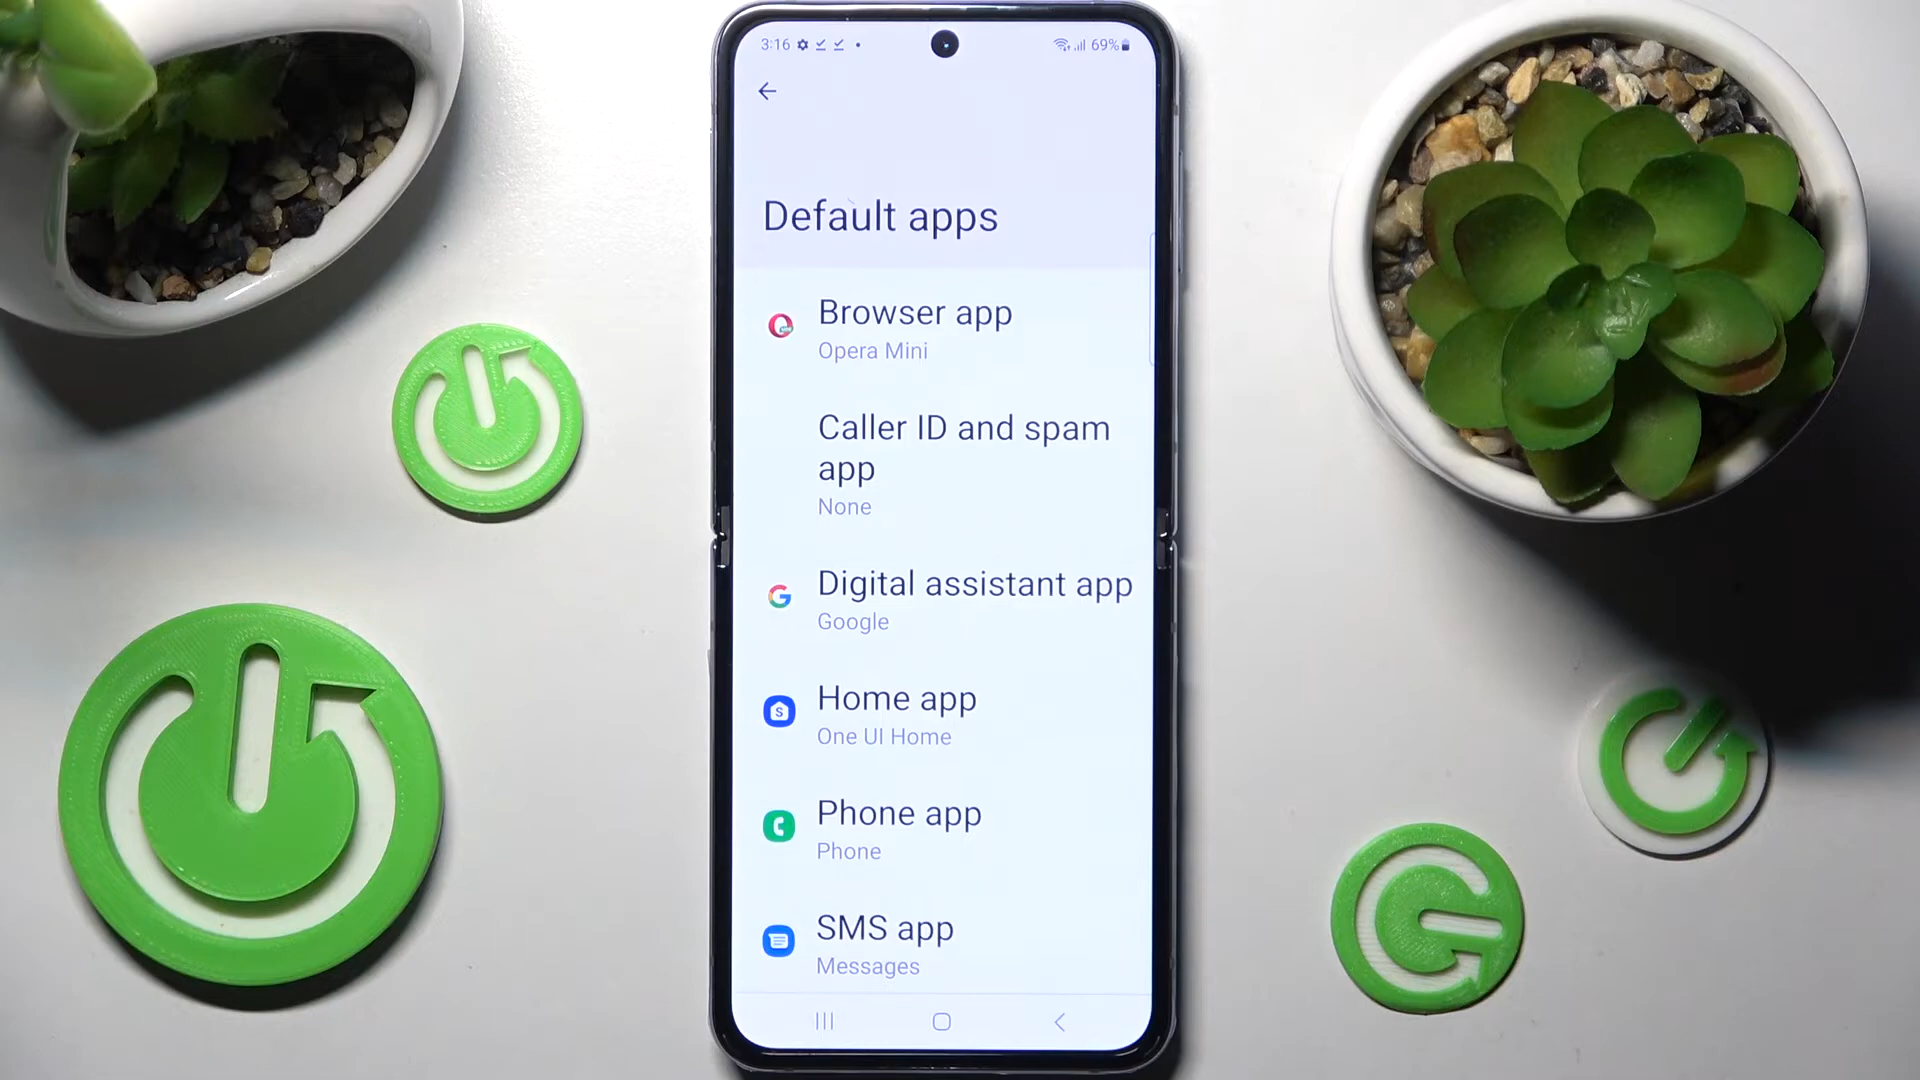 3:16
69%
Default apps
Browser app
Opera Mini
Caller ID and spam
app
None
Digital assistant app
Google
Home app
One UI Home
Phone app
Phone
SMS app
Messages